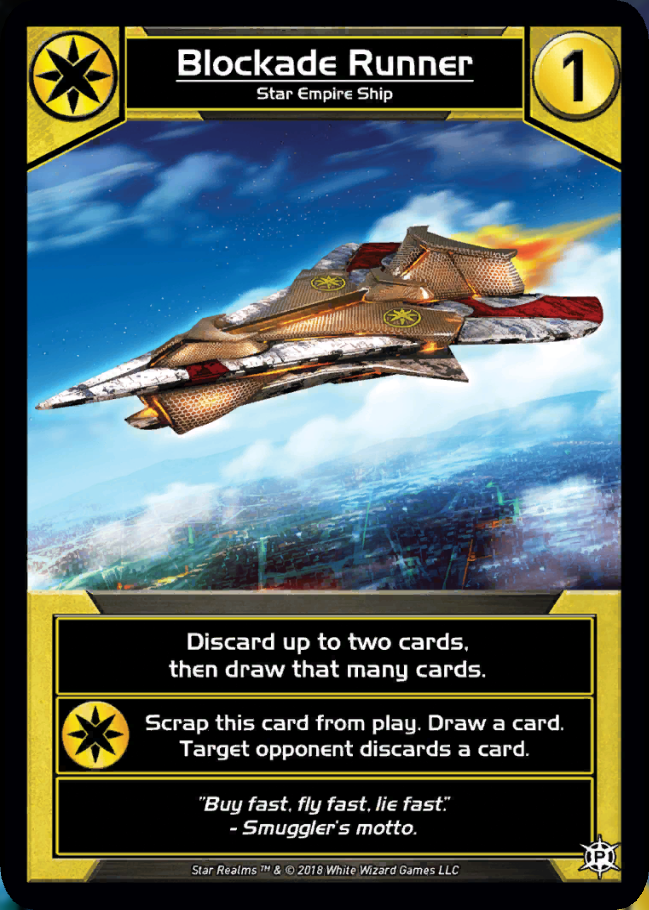 Blockade Runner
Star Empire Ship
1
Discard up to two cards,
then draw that many cards.
Scrap this card from play. Draw a card.
Target opponent discards a card.
"Buy fast, fly fast, lie fast."
- Smuggler's motto.
P
Star Realms ™ & © 2018 White Wizard Games LLC